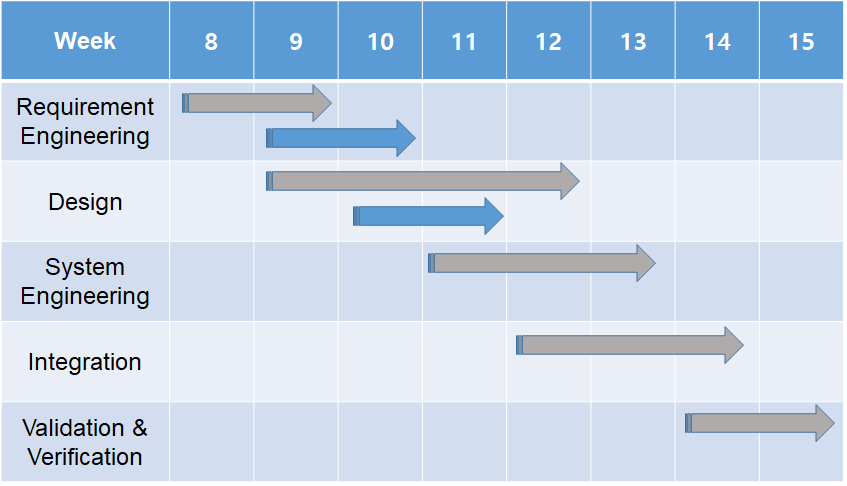 Week 8 9 10 11 12 13 14 15
Requirement
Engineering
Design
System
Engineering
Integration
Validation &
Verification